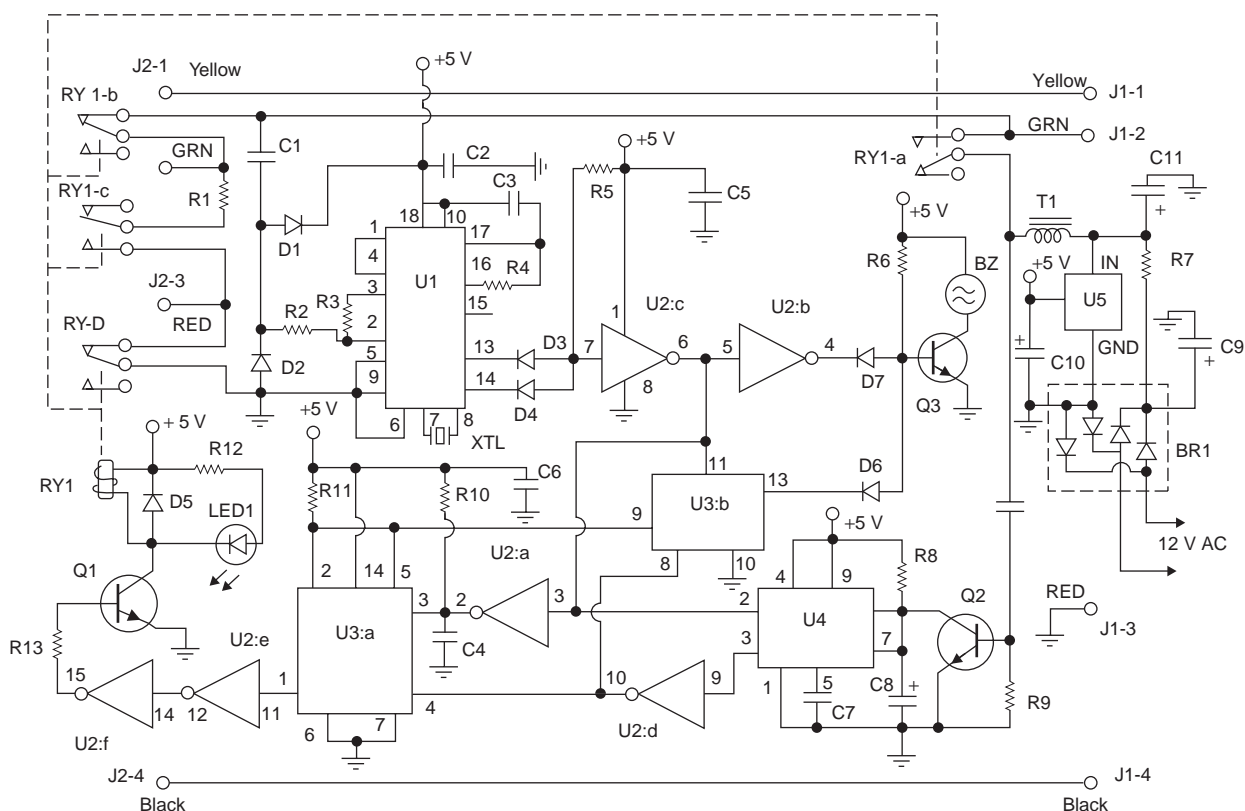 +5 V
J2-1 Yellow
Yellow J1-1
RY 1-b
C1
GRN
GRN J1-2
RY1-a
C2
+5 V
C11
RY1-c
R1
C3
R5
C5
18 10
17
1
4
3
2
5
9
16 R4
15
13
14
6
7
8
U1
D1
+5 V
T1
R6
BZ
+5 V
IN
U5
GND
R7
J2-3
RED
R3
R2
1
U2:c
U2:b
RY-D
D2
D3
D4
7
6
8
5
4
D7
Q3
C10
C9
XTL
+5 V
+ 5 V
R12
RY1
D5
LED1
R11
R10
C6
11
U3:b
13
9
8
10
D6
BR1
12 V AC
+5 V
Q1
U2:a
2
14
5
3
2
3
U3:a
C4
4
9
R8
2
U4
3
7
Q2
RED
J1-3
R13
U2:e
15
14
12
11
1
4
10
9
1
5
C7
C8
+
R9
U2:f
6
7
U2:d
J2-4
Black
J1-4
Black
+
+
+